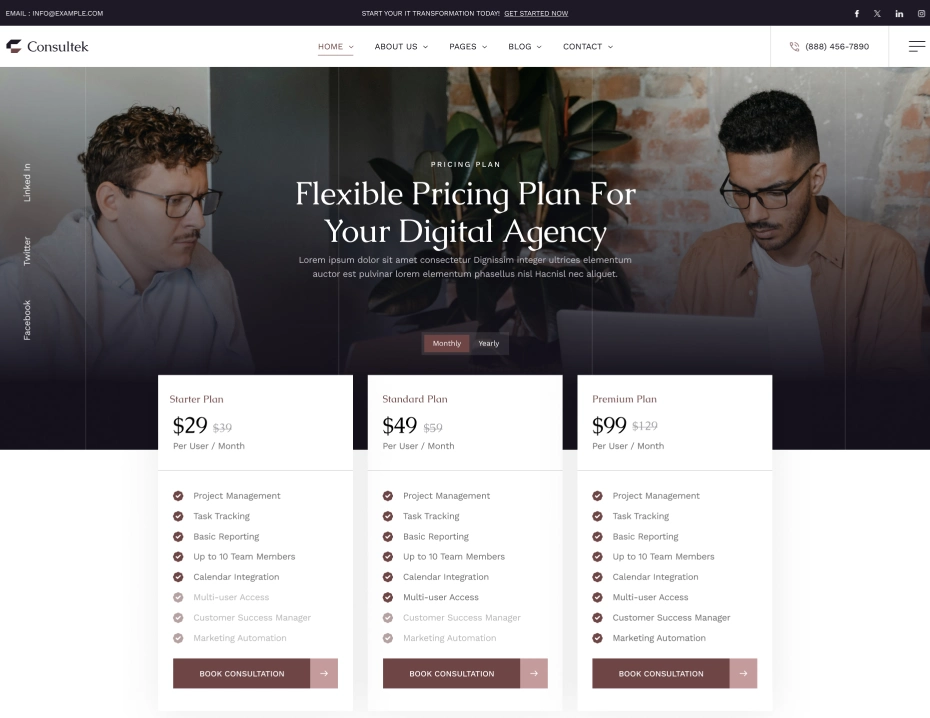 EMAIL : INFO@EXAMPLE.COM
START YOUR IT TRANSFORMATION TODAY! GET STARTED NOW
Consultek
HOME
ABOUT US
PAGES
BLOG
CONTACT
(888) 456-7890
Linked In
Twitter
Facebook
PRICING PLAN
Flexible Pricing Plan For
Your Digital Agency
Lorem ipsum dolor sit amet consectetur Dignissim integer ultrices elementum
auctor est pulvinar lorem elementum phasellus nisl Hacnisl nec aliquet.
Monthly
Yearly
Starter Plan
$29 $39
Per User / Month
Project Management
Task Tracking
Basic Reporting
Up to 10 Team Members
Calendar Integration
Multi-user Access
Customer Success Manager
Marketing Automation
BOOK CONSULTATION
Standard Plan
$49 $59
Per User / Month
Project Management
Task Tracking
Basic Reporting
Up to 10 Team Members
Calendar Integration
Multi-user Access
Customer Success Manager
Marketing Automation
BOOK CONSULTATION
Premium Plan
$99 $129
Per User / Month
Project Management
Task Tracking
Basic Reporting
Up to 10 Team Members
Calendar Integration
Multi-user Access
Customer Success Manager
Marketing Automation
BOOK CONSULTATION